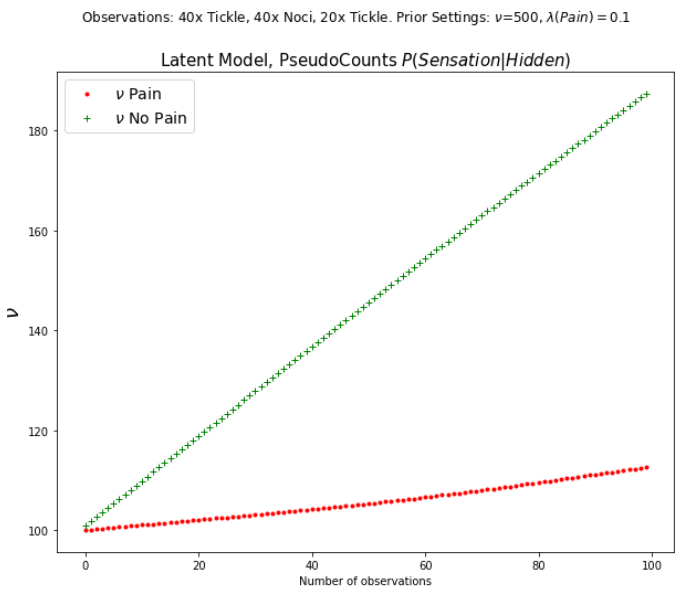 Observations: 40x Tickle, 40x Noci, 20x Tickle. Prior Settings: ν=500, λ(Pain) = 0.1
Latent Model, PseudoCounts P(Sensation|Hidden)
ν Pain
ν No Pain
180
160
140
120
100
ν
0 20 40 60 80 100
Number of observations